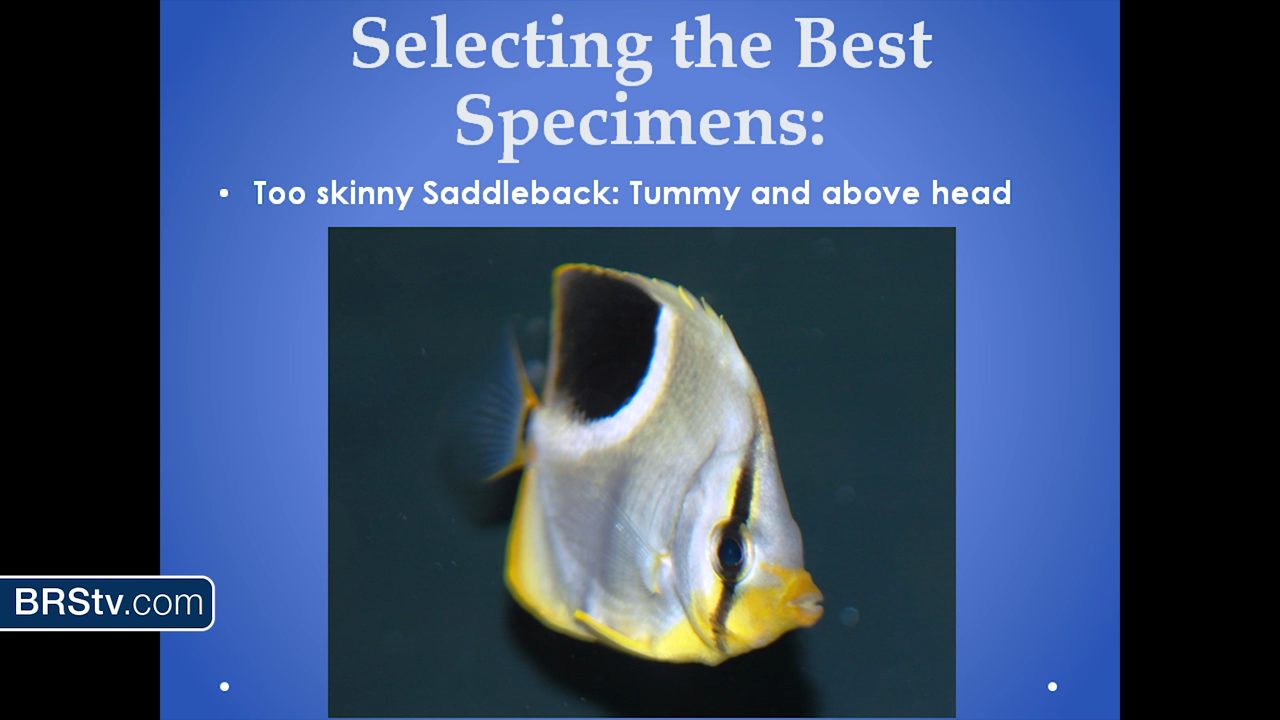 Selecting the Best
Specimens:
• Too skinny Saddleback: Tummy and above head
BRStv.com